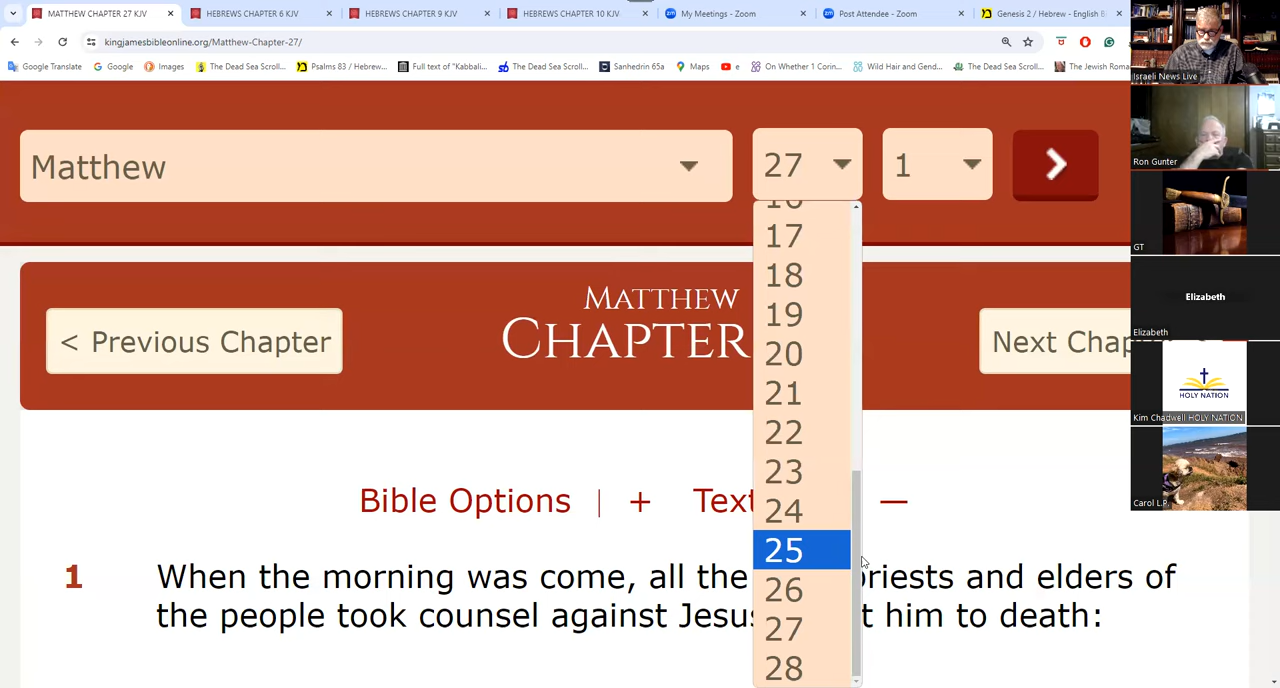 MATTHEW CHAPTER 27 KJV
HEBREWS CHAPTER 6 KJV
HEBREWS CHAPTER 9 KJV
HEBREWS CHAPTER 10 KJV
My Meetings - Zoom
Post Attendee - Zoom
Genesis 2 / Hebrew - English B
kingjamesbibleonline.org/Matthew-Chapter-27/
Google Translate
Google
Images
The Dead Sea Scroll...
Psalms 83 / Hebrew...
Full text of "Kabbali...
The Dead Sea Scroll...
Sanhedrin 65a
Maps
e
On Whether 1 Corin...
Wild Hair and Gend...
The Dead Sea Scrol...
The Jewish Roma
Matthew
27
1
16
17
18
19
20
21
22
23
24
25
26
27
28
MATTHEW
CHAPTER
< Previous Chapter
Next Chap
Bible Options | + Tex —
1 When the morning was come, all the priests and elders of
the people took counsel against Jesus t him to death:
Israeli News Live
Ron Gunter
GT
Elizabeth
Elizabeth
HOLY NATION
Kim Chadwell HOLY NATION
Carol L.P.